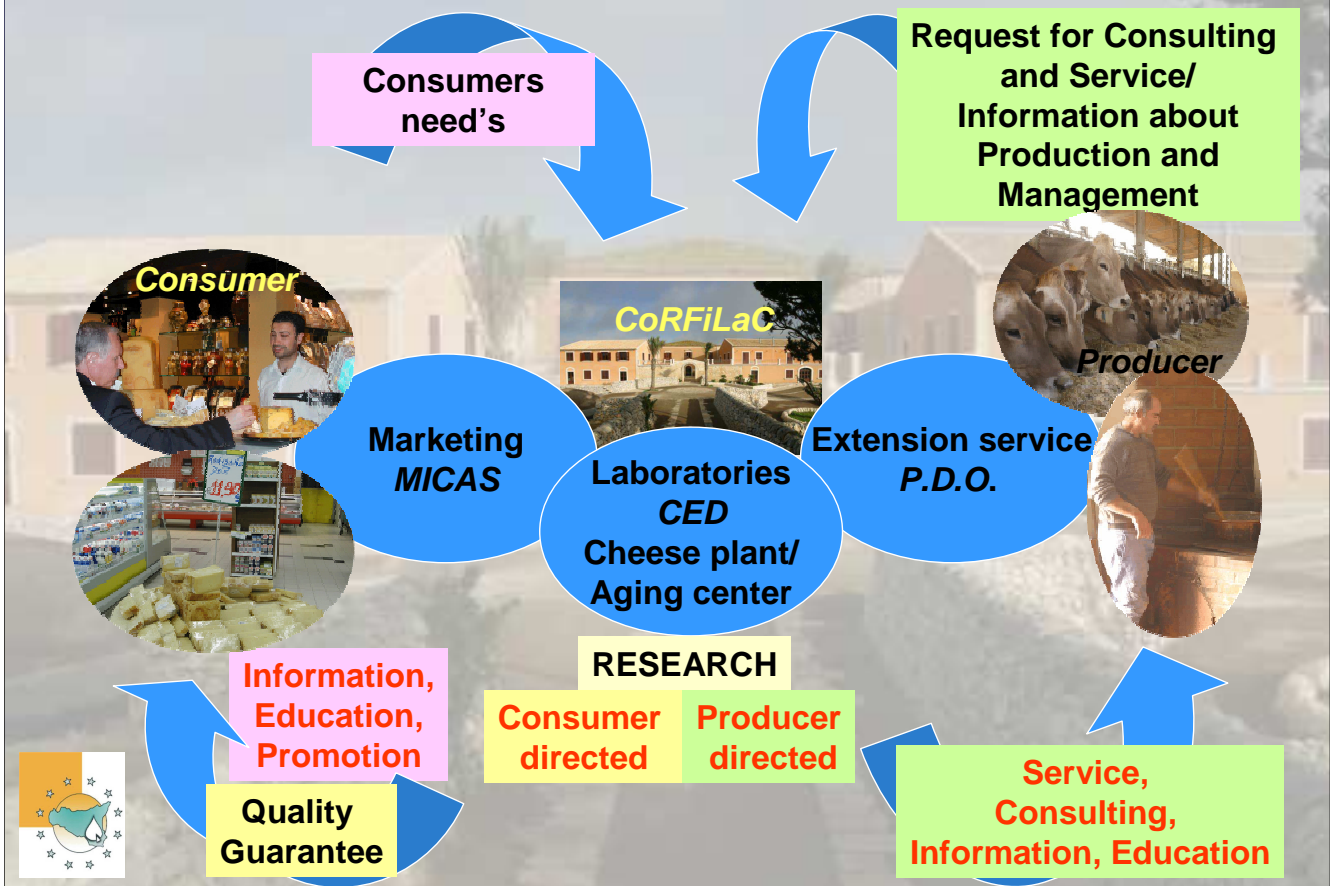 Consumers
need's
Request for Consulting
and Service/
Information about
Production and
Management
Consumer
CoRFiLaC
Producer
Marketing
MICAS
Laboratories
CED
Cheese plant/
Aging center
Extension service
P.D.O.
RESEARCH
Consumer
directed
Producer
directed
Information,
Education,
Promotion
Quality
Guarantee
Service,
Consulting,
Information, Education